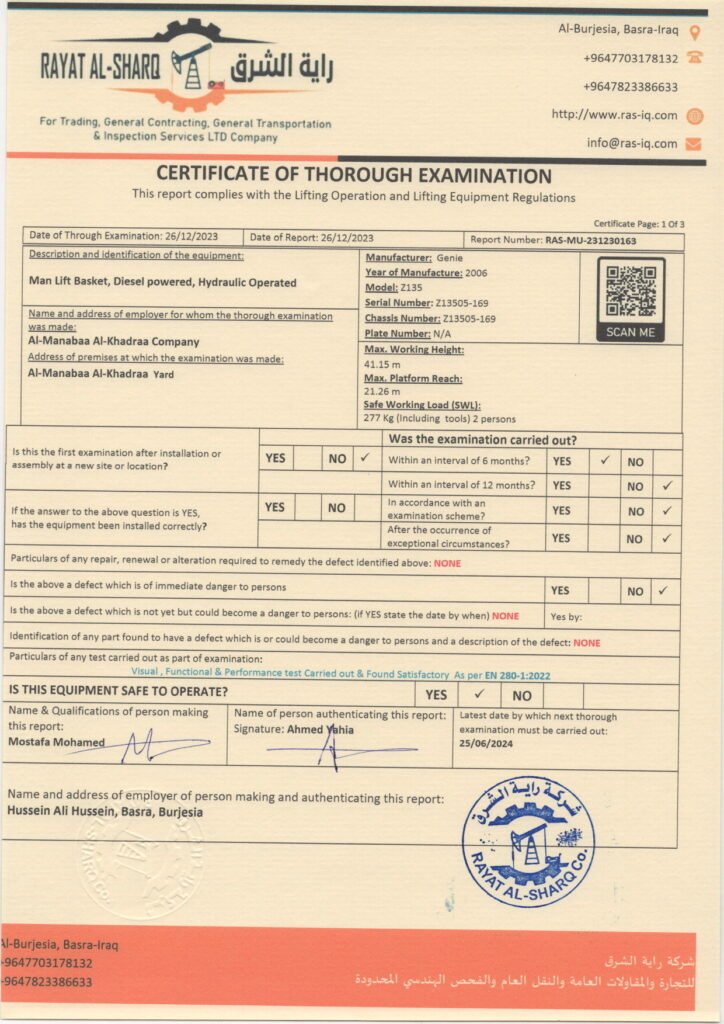 RAYAT AL-SHARQ راية الشرق
For Trading, General Contracting, General Transportation
& Inspection Services LTD Company
Al-Burjesia, Basra-Iraq
+9647703178132
+9647823386633
http://www.ras-iq.com
info@ras-iq.com
CERTIFICATE OF THOROUGH EXAMINATION
This report complies with the Lifting Operation and Lifting Equipment Regulations
Certificate Page: 1 Of 3
Date of Through Examination: 26/12/2023 Date of Report: 26/12/2023 Report Number: RAS-MU-231230163
Description and identification of the equipment:
Man Lift Basket, Diesel powered, Hydraulic Operated
Name and address of employer for whom the thorough examination
was made:
Al-Manabaa Al-Khadraa Company
Address of premises at which the examination was made:
Al-Manabaa Al-Khadraa Yard
Manufacturer: Genie
Year of Manufacture: 2006
Model: Z135
Serial Number: Z13505-169
Chassis Number: Z13505-169
Plate Number: N/A
SCAN ME
Max. Working Height:
41.15 m
Max. Platform Reach:
21.26 m
Safe Working Load (SWL):
277 Kg (Including tools) 2 persons
Is this the first examination after installation or
assembly at a new site or location?
YES NO ✓
If the answer to the above question is YES,
has the equipment been installed correctly?
YES NO
Was the examination carried out?
Within an interval of 6 months? YES ✓ NO
Within an interval of 12 months? YES NO ✓
In accordance with an
examination scheme? YES NO ✓
After the occurrence of
exceptional circumstances? YES NO ✓
Particulars of any repair, renewal or alteration required to remedy the defect identified above: NONE
Is the above a defect which is of immediate danger to persons YES NO ✓
Is the above a defect which is not yet but could become a danger to persons: (if YES state the date by when) NONE Yes by:
Identification of any part found to have a defect which is or could become a danger to persons and a description of the defect: NONE
Particulars of any test carried out as part of examination:
Visual , Functional & Performance test Carried out & Found Satisfactory As per EN 280-1:2022
IS THIS EQUIPMENT SAFE TO OPERATE? YES ✓ NO
Name & Qualifications of person making
this report:
Mostafa Mohamed
Name of person authenticating this report:
Signature: Ahmed Yahia
Latest date by which next thorough
examination must be carried out:
25/06/2024
Name and address of employer of person making and authenticating this report:
Hussein Ali Hussein, Basra, Burjesia
شركة راية الشرق
RAYAT AL-SHARQ Co.
Al-Burjesia, Basra-Iraq
9647703178132
9647823386633
شركة راية الشرق
للتجارة والمقاولات العامة والنقل العام والفحص الهندسي المحدودة